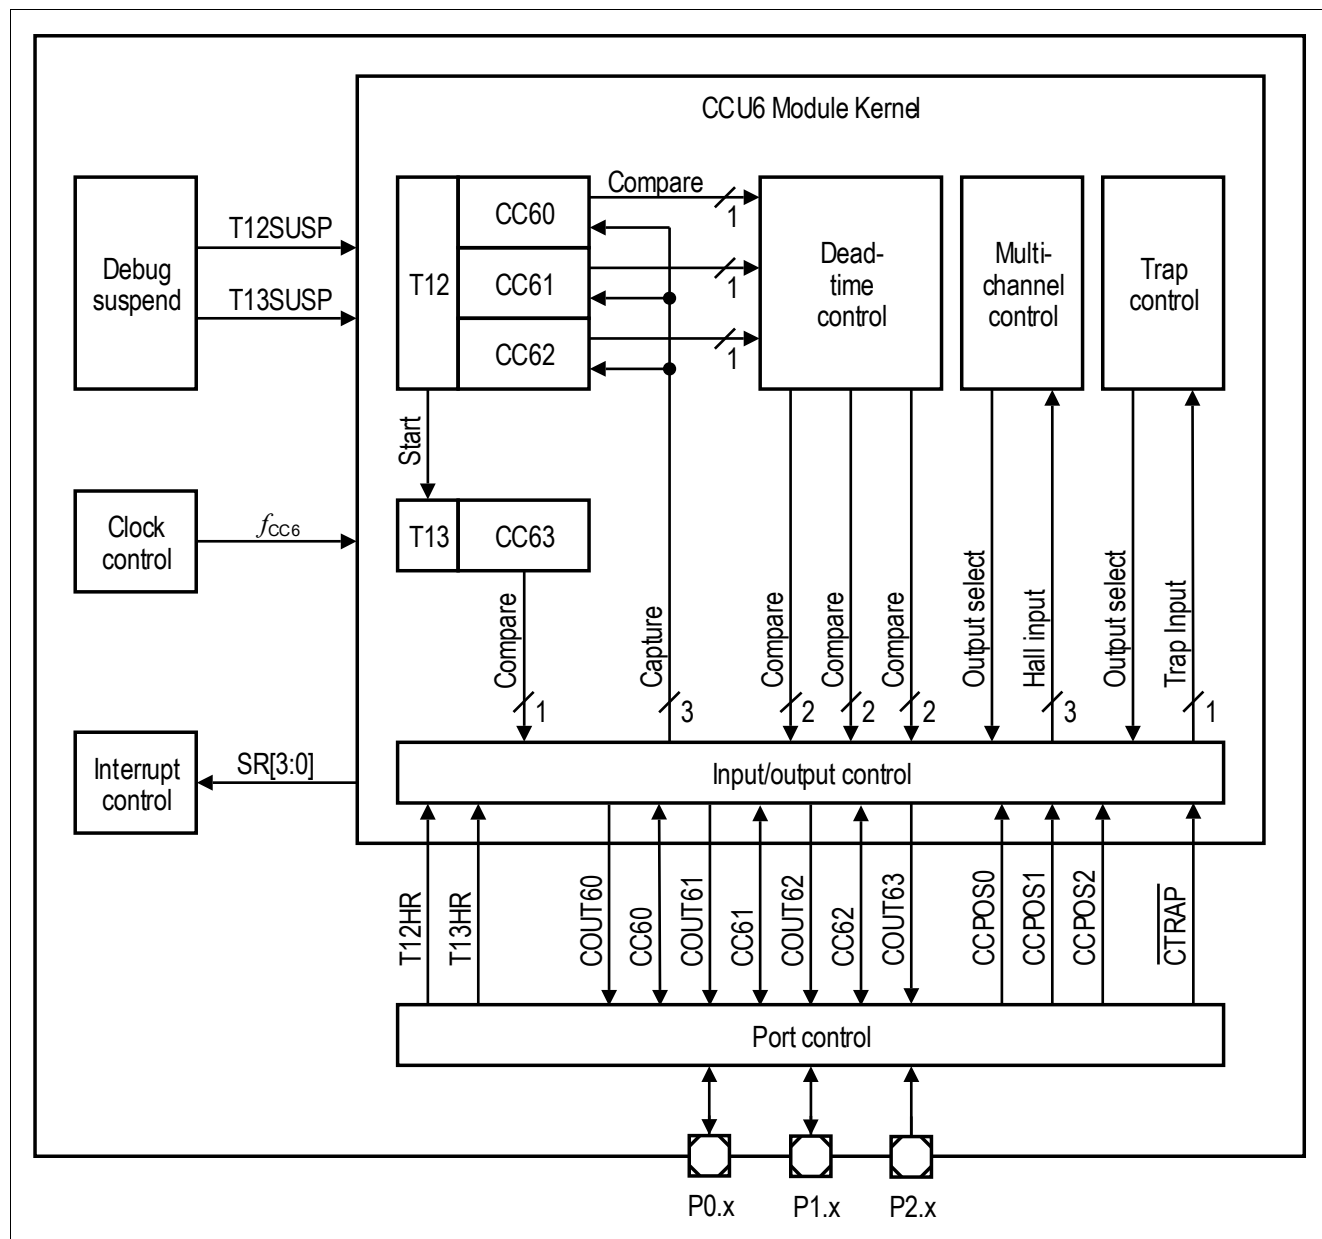 CCU6 Module Kernel
Debug
suspend
T12SUSP
T13SUSP
T12
CC60
CC61
CC62
Compare
1
1
1
Dead-
time
control
Multi-
channel
control
Trap
control
Start
Clock
control
fCC6
T13
CC63
Compare
1
Capture
3
Compare
2
Compare
2
Compare
2
Output select
Hall input
3
Output select
Trap Input
1
Interrupt
control
SR[3:0]
Input/output control
T12HR
T13HR
COUT60
CC60
COUT61
CC61
COUT62
CC62
COUT63
CCPOS0
CCPOS1
CCPOS2
CTRAP
Port control
P0.x
P1.x
P2.x